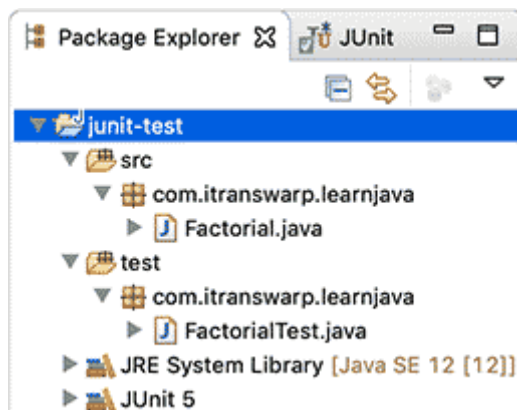 Package Explorer JUnit
junit-test
src
com.itranswarp.learnjava
Factorial.java
test
com.itranswarp.learnjava
FactorialTest.java
JRE System Library [Java SE 12 [12]]
JUnit 5